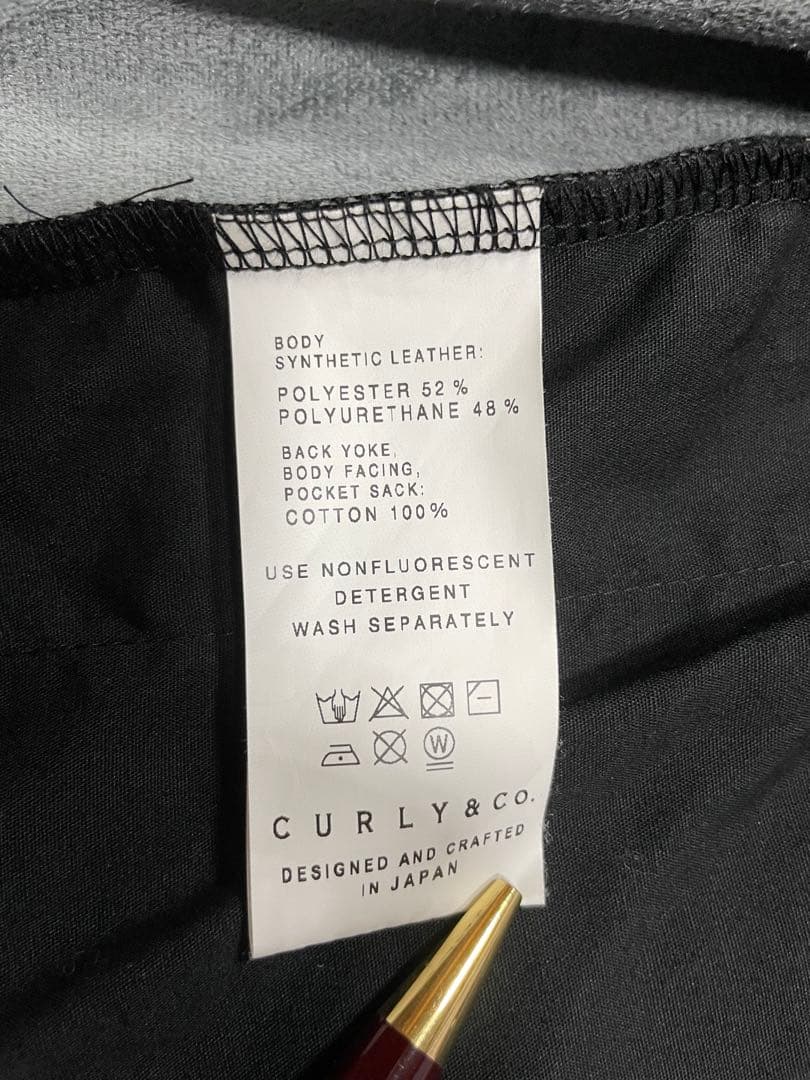 BODY
SYNTHETIC LEATHER:
POLYESTER 52 %
POLYURETHANE 48 %
BACK YOKE,
BODY FACING,
POCKET SACK:
COTTON 100%
USE NONFLUORESCENT
DETERGENT
WASH SEPARATELY
W
CURLY & CO.
DESIGNED AND CRAFTED
IN JAPAN